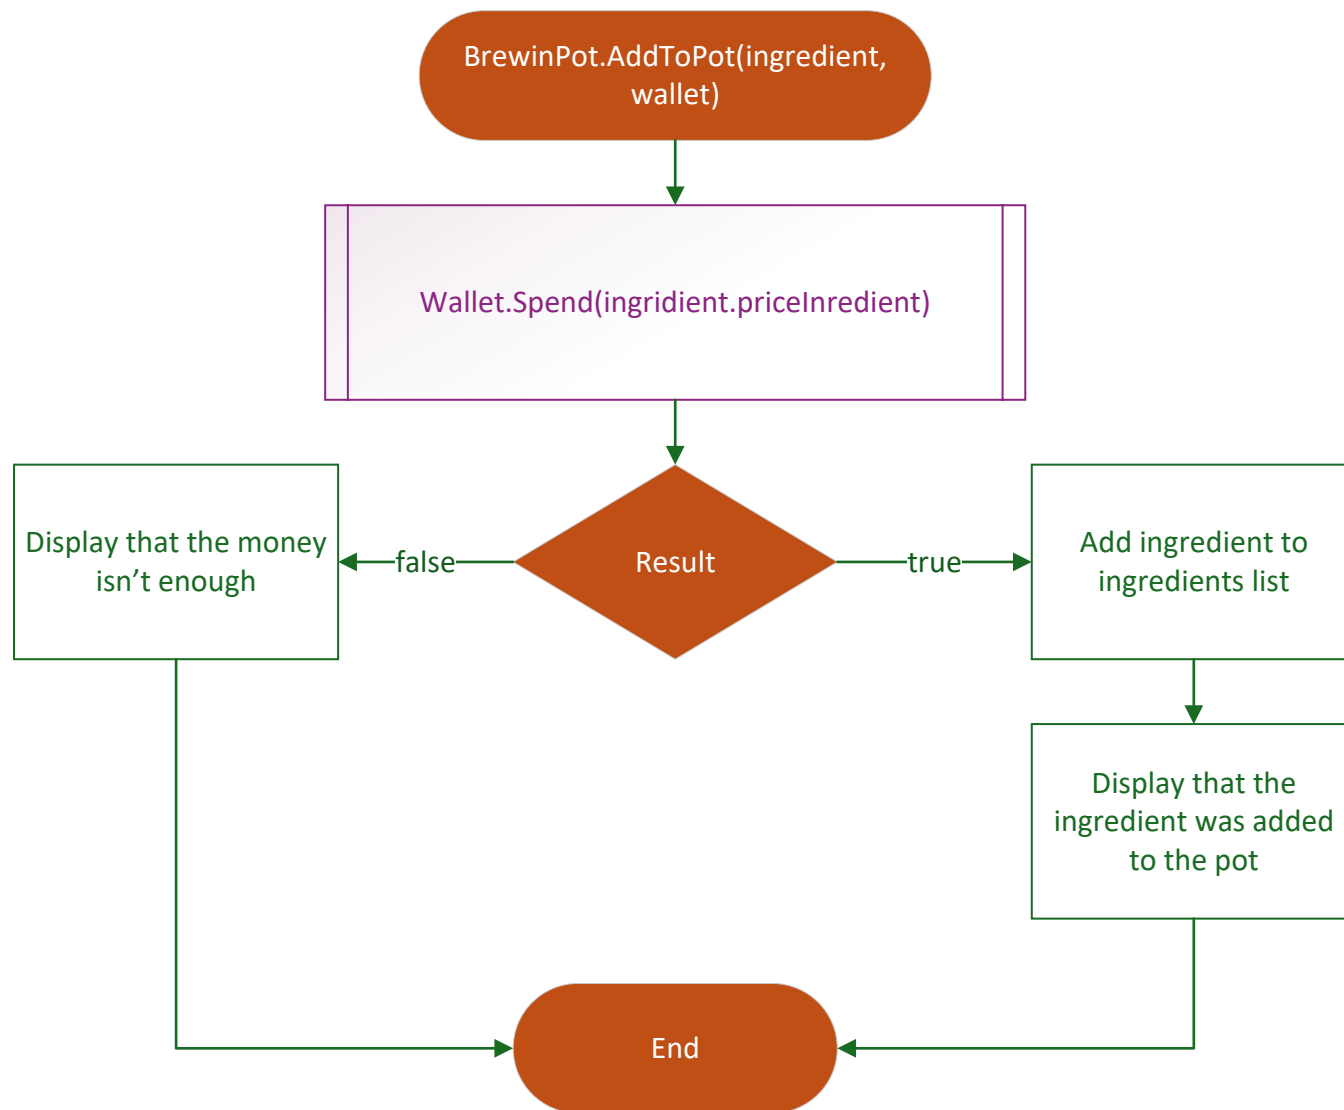 BrewinPot.AddToPot(ingredient,
wallet)
Wallet.Spend(ingridient.priceInredient)
Display that the money
isn’t enough
false
Result
true
Add ingredient to
ingredients list
Display that the
ingredient was added
to the pot
End